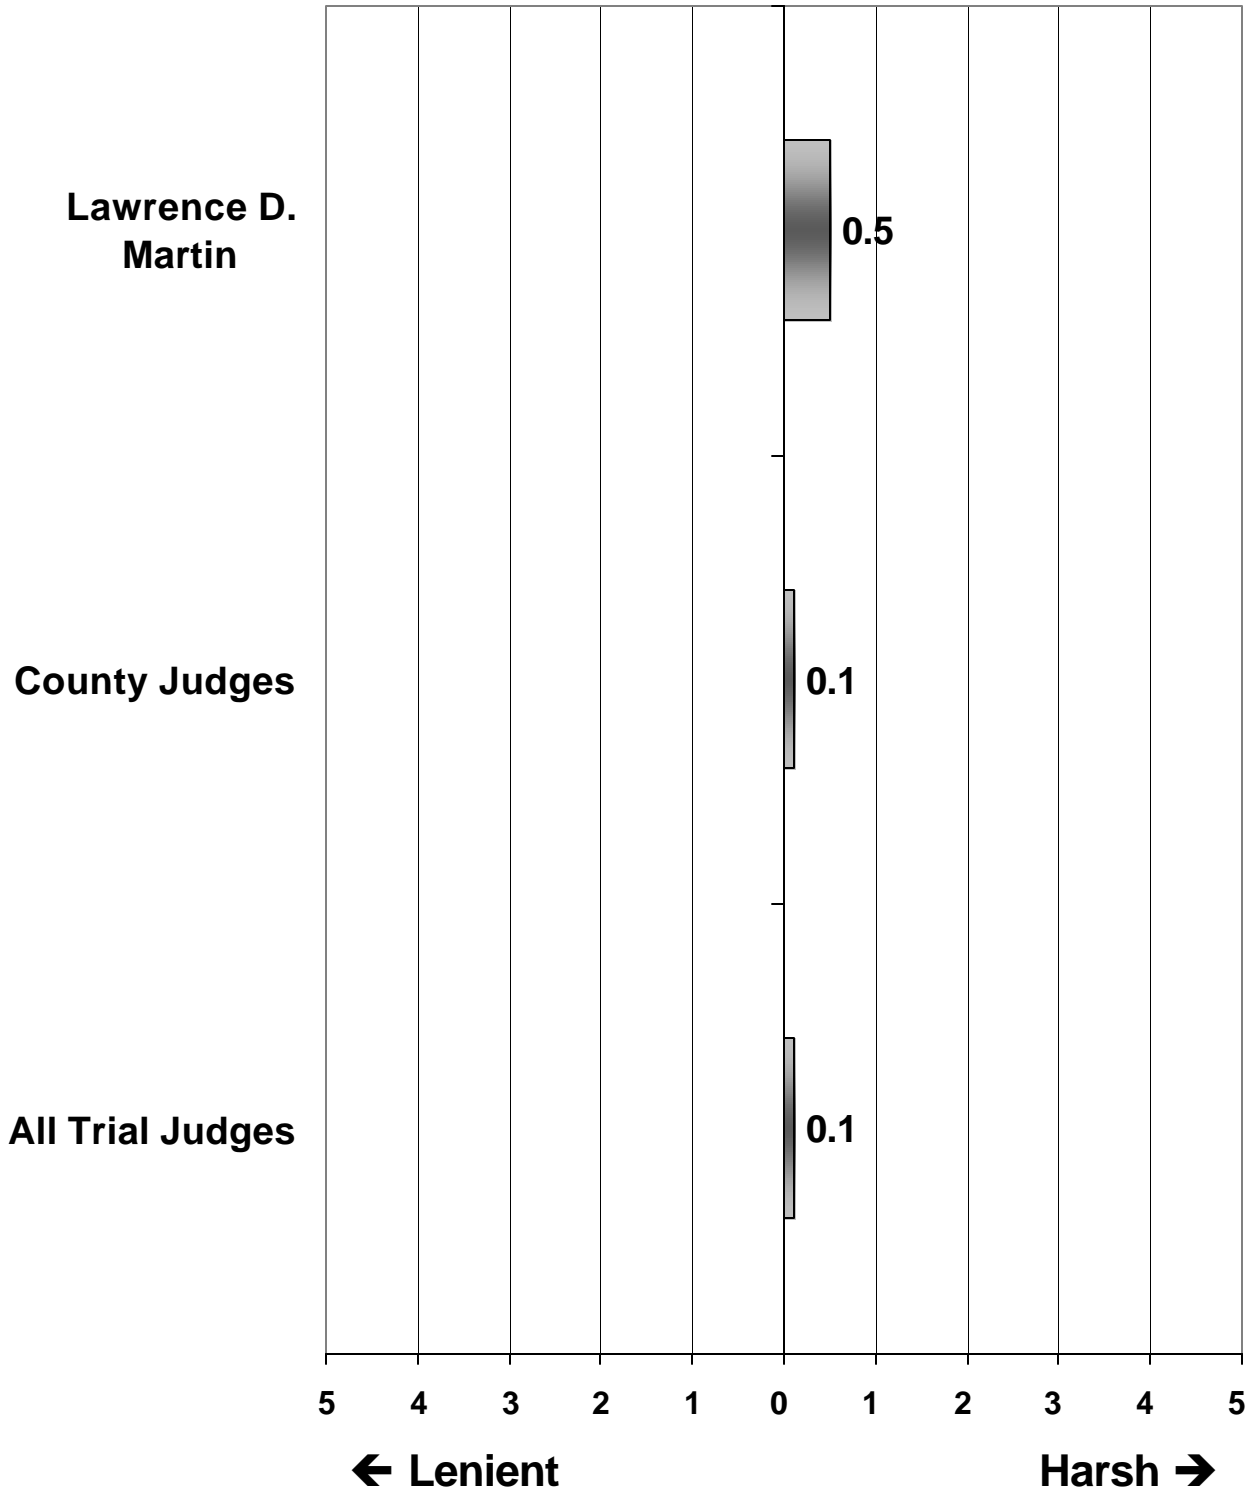 Lawrence D.
Martin
0.5
County Judges
0.1
All Trial Judges
0.1
5 4 3 2 1 0 1 2 3 4 5
← Lenient
Harsh →